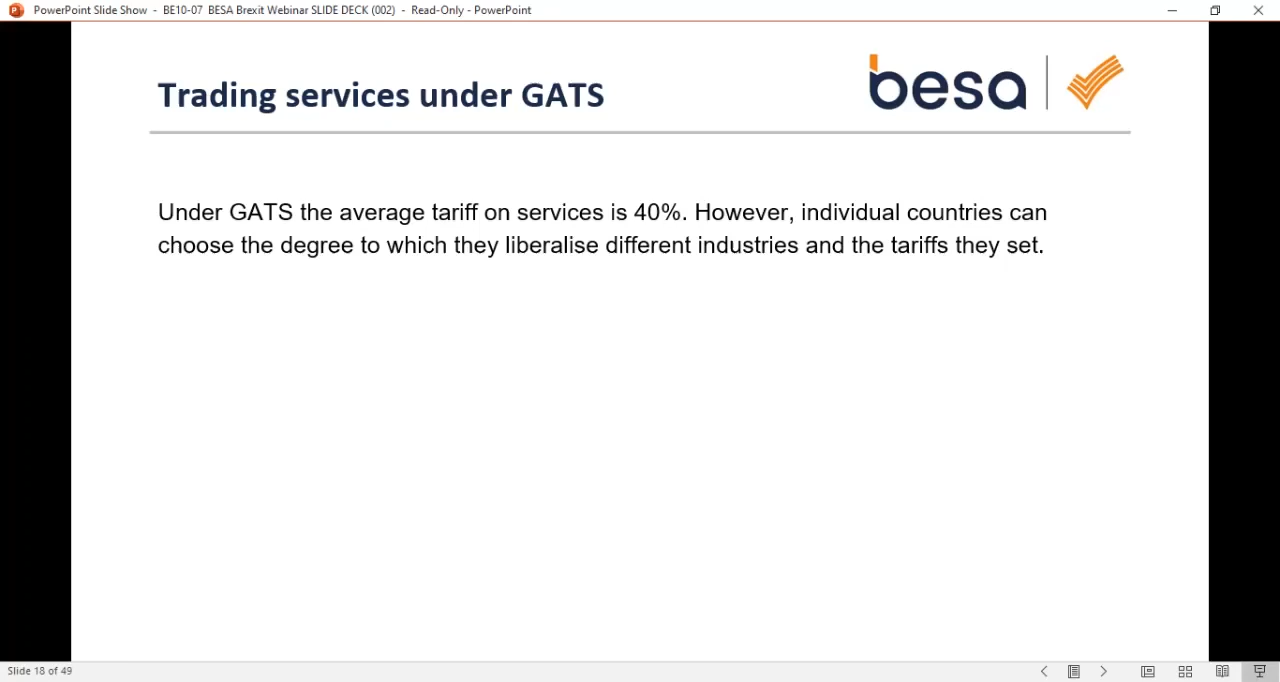 PowerPoint Slide Show - BE10-07 BESA Brexit Webinar SLIDE DECK (002) - Read-Only - PowerPoint
besa
Trading services under GATS
Under GATS the average tariff on services is 40%. However, individual countries can
choose the degree to which they liberalise different industries and the tariffs they set.
Slide 18 of 49